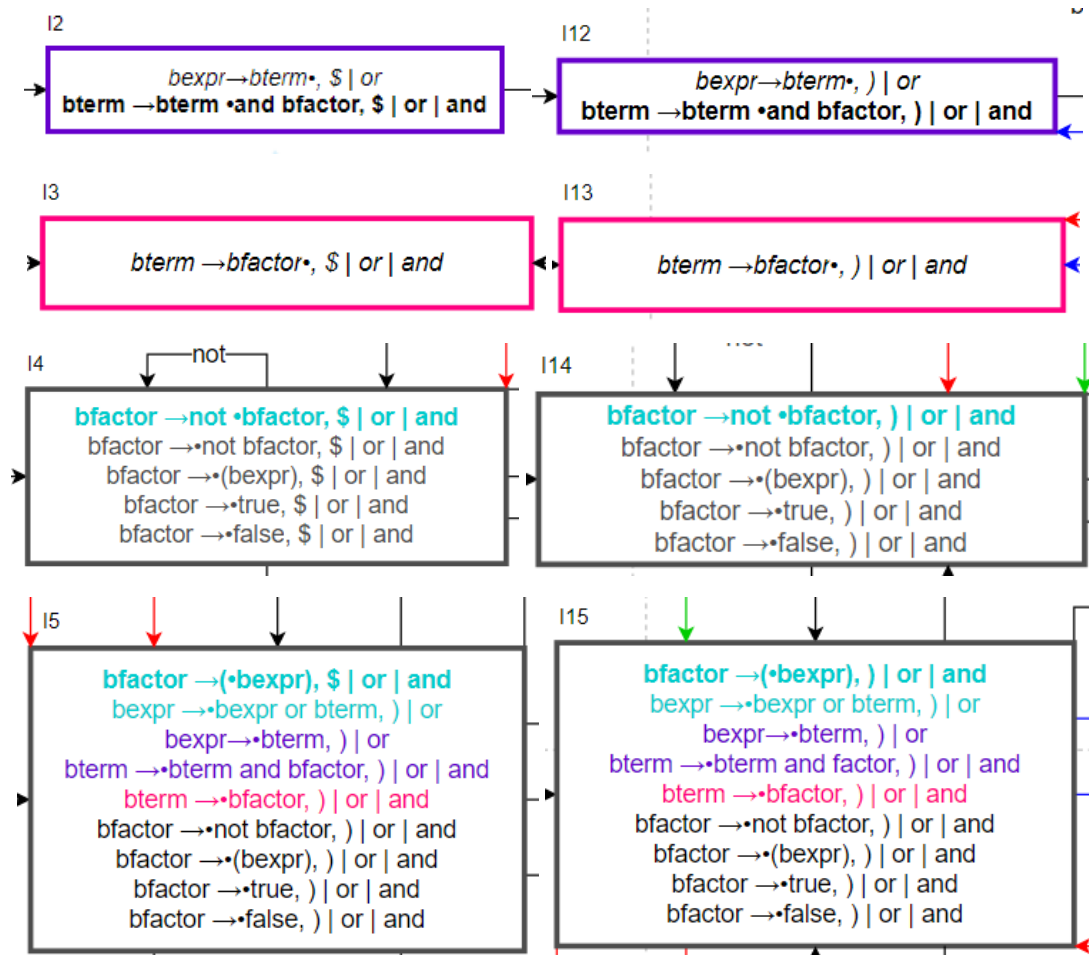 I2
bexpr→bterm•, $ | or
bterm →bterm •and bfactor, $ | or | and
I12
bexpr→bterm•, ) | or
bterm →bterm •and bfactor, ) | or | and
I3
bterm →bfactor•, $ | or | and
I13
bterm →bfactor•, ) | or | and
I4
not
bfactor →not •bfactor, $ | or | and
bfactor →•not bfactor, $ | or | and
bfactor →•(bexpr), $ | or | and
bfactor →•true, $ | or | and
bfactor →•false, $ | or | and
I14
bfactor →not •bfactor, ) | or | and
bfactor →•not bfactor, ) | or | and
bfactor →•(bexpr), ) | or | and
bfactor →•true, ) | or | and
bfactor →•false, ) | or | and
I5
bfactor →(•bexpr), $ | or | and
bexpr →•bexpr or bterm, ) | or
bexpr→•bterm, ) | or
bterm →•bterm and bfactor, ) | or | and
bterm →•bfactor, ) | or | and
bfactor →•not bfactor, ) | or | and
bfactor →•(bexpr), ) | or | and
bfactor →•true, ) | or | and
bfactor →•false, ) | or | and
I15
bfactor →(•bexpr), ) | or | and
bexpr →•bexpr or bterm, ) | or
bexpr→•bterm, ) | or
bterm →•bterm and factor, ) | or | and
bterm →•bfactor, ) | or | and
bfactor →•not bfactor, ) | or | and
bfactor →•(bexpr), ) | or | and
bfactor →•true, ) | or | and
bfactor →•false, ) | or | and